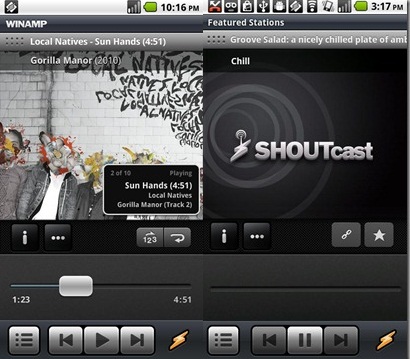 10:16 PM
WINAMP
Local Natives - Sun Hands (4:51)
Gorilla Manor (2010)
LOCAL NATIVES
2 of 10 Playing
Sun Hands (4:51)
Local Natives
Gorilla Manor (Track 2)
123
1:23
4:51
3:17 PM
Featured Stations
Groove Salad: a nicely chilled plate of amb
Chill
SHOUTcast